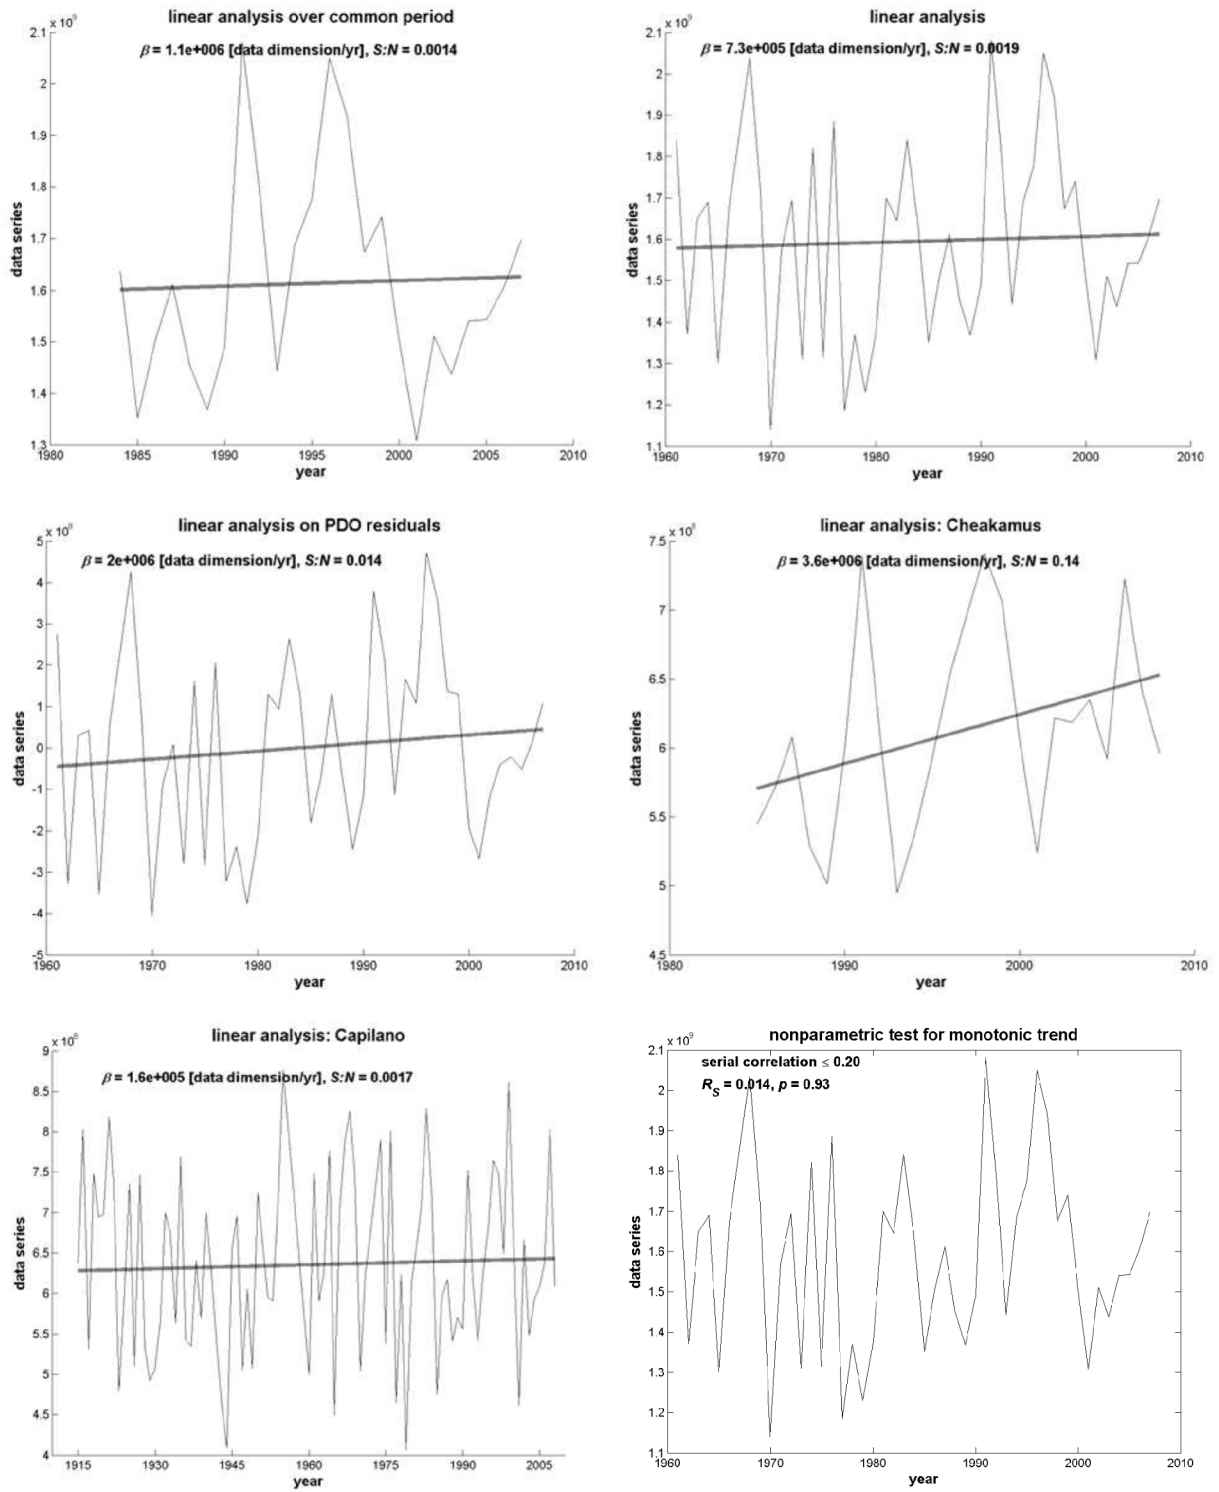 linear analysis over common period
x 10⁹
β = 1.1e+006 [data dimension/yr], S:N = 0.0014
2.1
2
1.9
1.8
1.7
1.6
1.5
1.4
1.3
data series
1980 1985 1990 1995 2000 2005 2010
year
linear analysis
x 10⁹
β = 7.3e+005 [data dimension/yr], S:N = 0.0019
2.1
2
1.9
1.8
1.7
1.6
1.5
1.4
1.3
1.2
1.1
data series
1960 1970 1980 1990 2000 2010
year
linear analysis on PDO residuals
x 10⁸
β = 2e+006 [data dimension/yr], S:N = 0.014
5
4
3
2
1
0
-1
-2
-3
-4
-5
data series
1960 1970 1980 1990 2000 2010
year
linear analysis: Cheakamus
x 10⁸
β = 3.6e+006 [data dimension/yr], S:N = 0.14
7.5
7
6.5
6
5.5
5
4.5
data series
1980 1990 2000 2010
year
linear analysis: Capilano
x 10⁸
β = 1.6e+005 [data dimension/yr], S:N = 0.0017
9
8.5
8
7.5
7
6.5
6
5.5
5
4.5
4
data series
1915 1930 1945 1960 1975 1990 2005
year
nonparametric test for monotonic trend
x 10⁹
serial correlation ≤ 0.20
R_S = 0.014, p = 0.93
2.1
2
1.9
1.8
1.7
1.6
1.5
1.4
1.3
1.2
1.1
data series
1960 1970 1980 1990 2000 2010
year